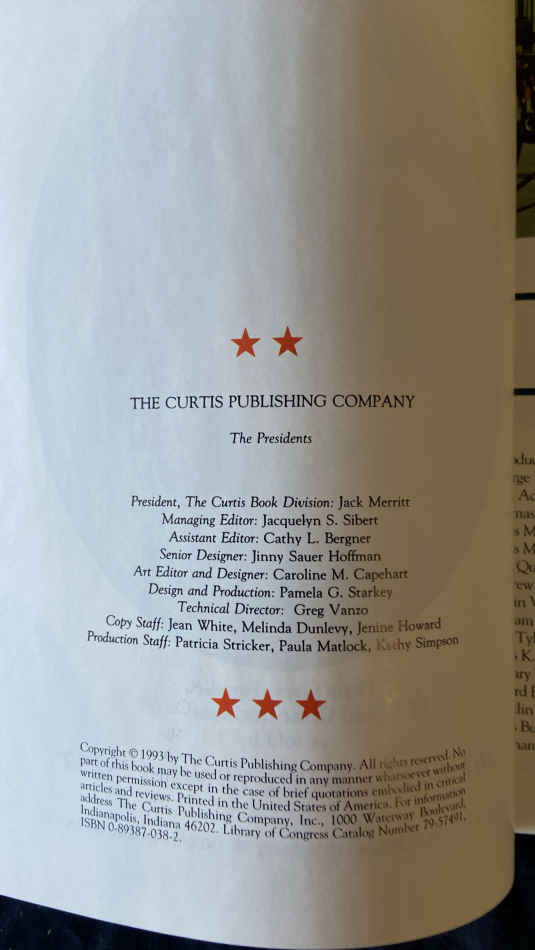 THE CURTIS PUBLISHING COMPANY
The Presidents
President, The Curtis Book Division: Jack Merritt
Managing Editor: Jacquelyn S. Sibert
Assistant Editor: Cathy L. Bergner
Senior Designer: Jinny Sauer Hoffman
Art Editor and Designer: Caroline M. Capehart
Design and Production: Pamela G. Starkey
Technical Director: Greg Vanzo
Copy Staff: Jean White, Melinda Dunlevy, Jenine Howard
Production Staff: Patricia Stricker, Paula Matlock, Kathy Simpson
Copyright © 1993 by The Curtis Publishing Company. All rights reserved. No
part of this book may be used or reproduced in any manner whatsoever without
written permission except in the case of brief quotations embodied in critical
articles and reviews. Printed in the United States of America. For information
address The Curtis Publishing Company, Inc., 1000 Waterway Boulevard,
Indianapolis, Indiana 46202. Library of Congress Catalog Number 79-57491.
ISBN 0-89387-038-2.